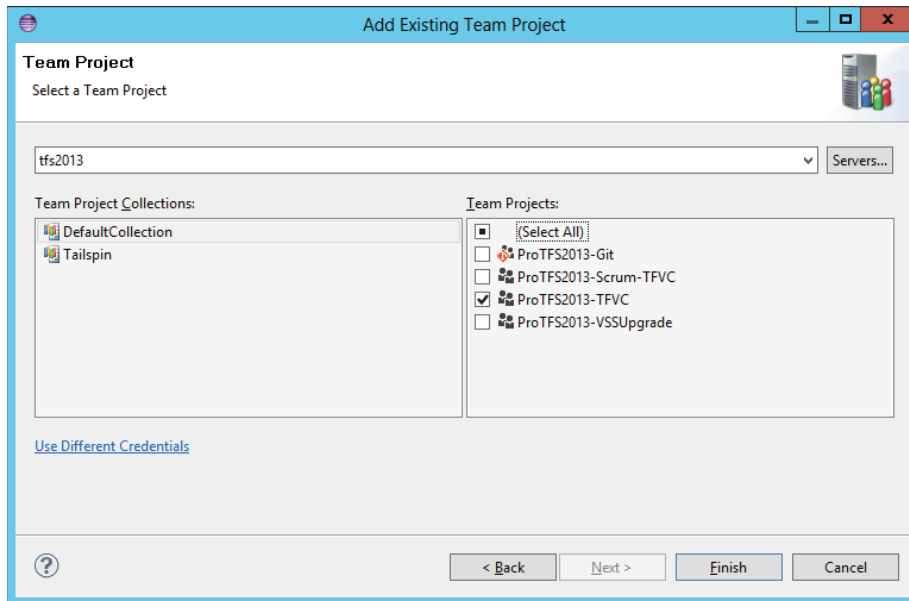 Add Existing Team Project
Team Project
Select a Team Project
tfs2013
Servers...
Team Project Collections:
DefaultCollection
Tailspin
Team Projects:
(Select All)
ProTFS2013-Git
ProTFS2013-Scrum-TFVC
ProTFS2013-TFVC
ProTFS2013-VSSUpgrade
Use Different Credentials
< Back
Next >
Finish
Cancel